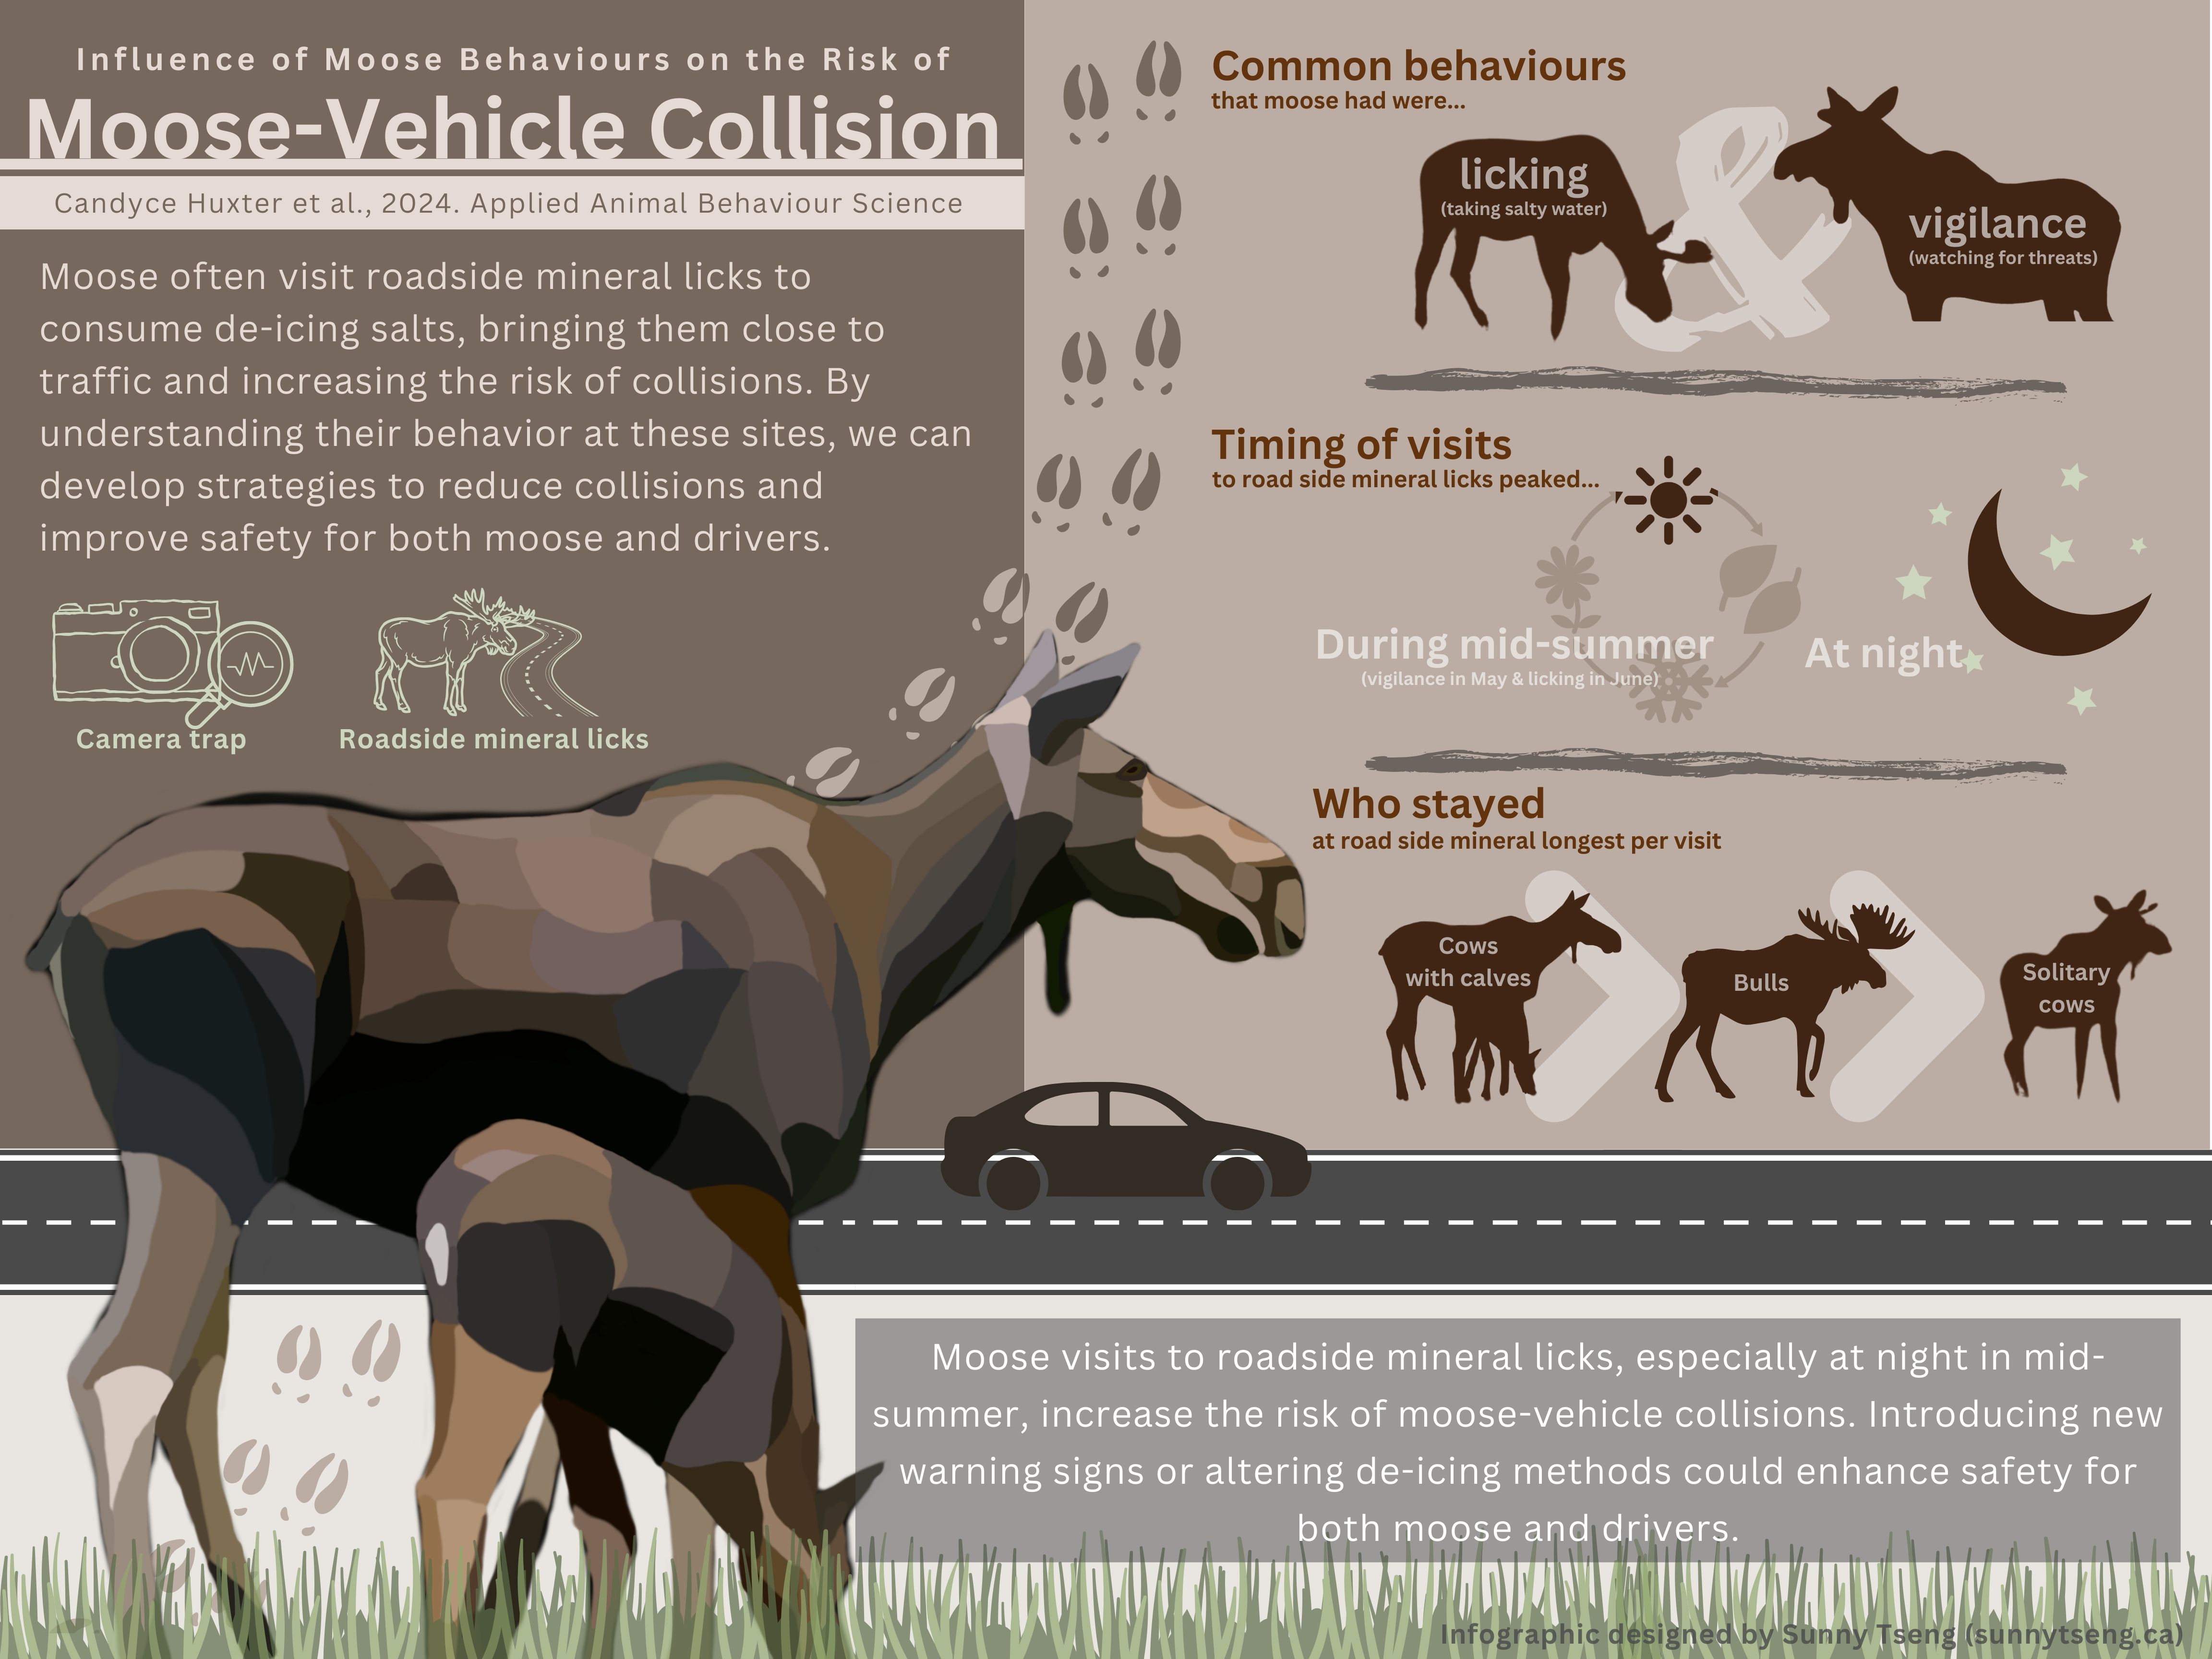 Influence of Moose Behaviours on the Risk of
Moose-Vehicle Collision
Candyce Huxter et al., 2024. Applied Animal Behaviour Science
Moose often visit roadside mineral licks to
consume de-icing salts, bringing them close to
traffic and increasing the risk of collisions. By
understanding their behavior at these sites, we can
develop strategies to reduce collisions and
improve safety for both moose and drivers.
Camera trap
Roadside mineral licks
Common behaviours
that moose had were...
licking
(taking salty water)
&
vigilance
(watching for threats)
Timing of visits
to road side mineral licks peaked...
During mid-summer
(vigilance in May & licking in June)
At night
Who stayed
at road side mineral longest per visit
Cows
with calves
Bulls
Solitary
cows
Moose visits to roadside mineral licks, especially at night in mid-
summer, increase the risk of moose-vehicle collisions. Introducing new
warning signs or altering de-icing methods could enhance safety for
both moose and drivers.
Infographic designed by Sunny Tseng (sunnytseng.ca)